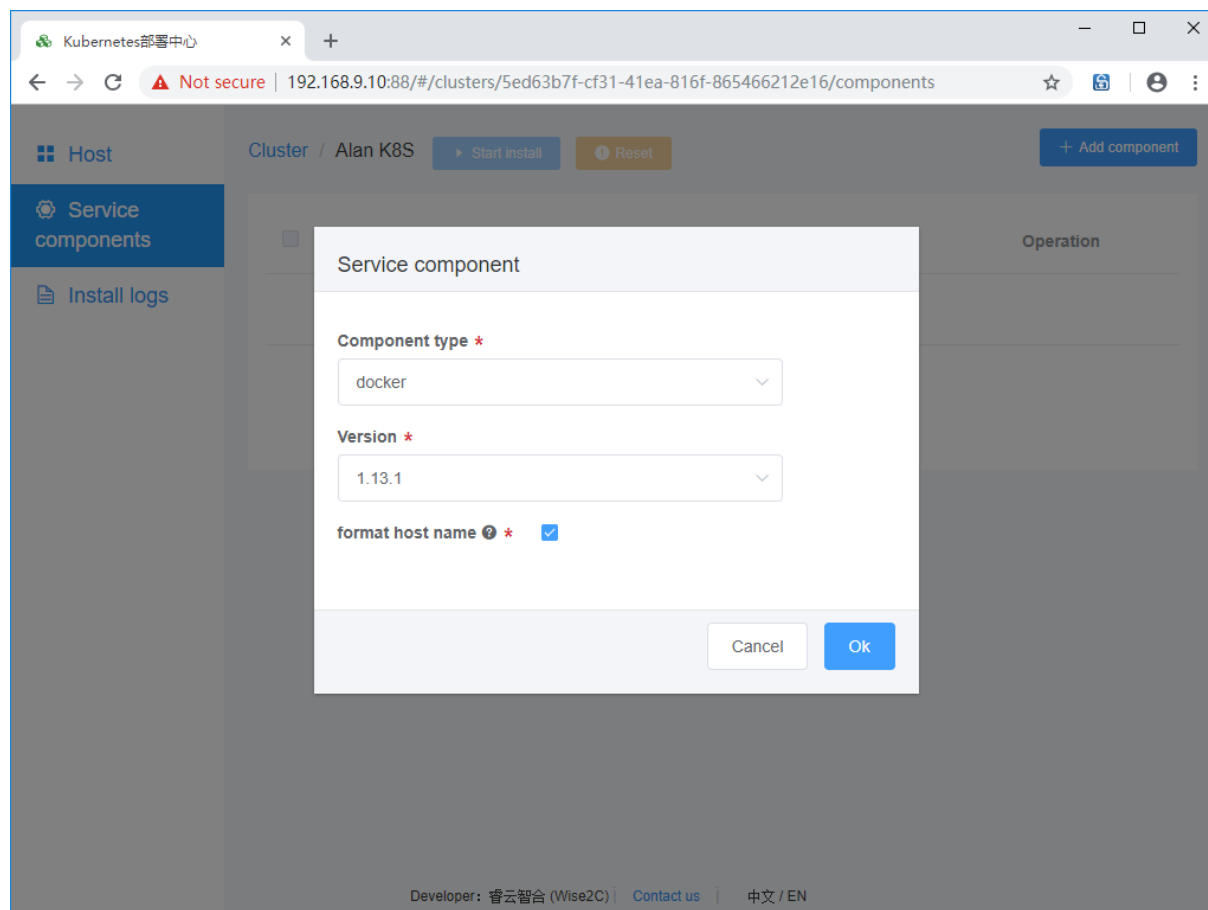 Kubernetes部署中心
Not secure | 192.168.9.10:88/#/clusters/5ed63b7f-cf31-41ea-816f-865466212e16/components
Host
Cluster / Alan K8S Start install Reset + Add component
Service components
Operation
Install logs
Service component
Component type *
docker
Version *
1.13.1
format host name *
Cancel Ok
Developer: 睿云智合 (Wise2C) | Contact us | 中文 / EN